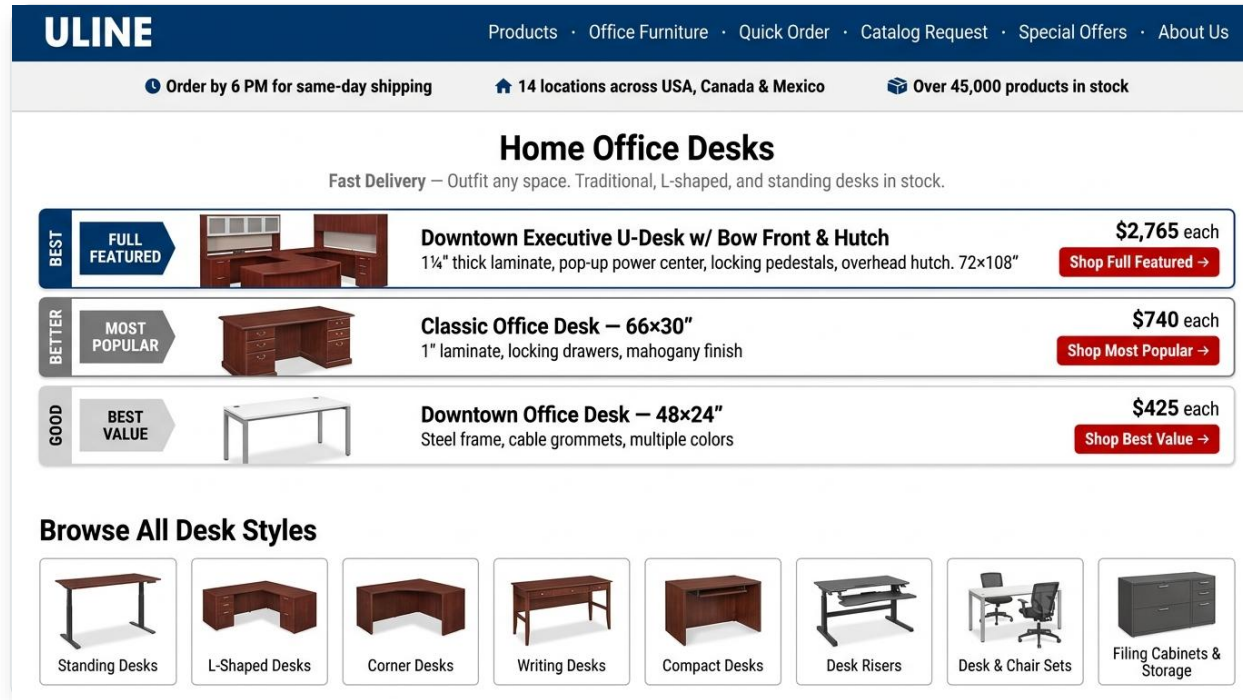 ULINE
Products · Office Furniture · Quick Order · Catalog Request · Special Offers · About Us
Order by 6 PM for same-day shipping
14 locations across USA, Canada & Mexico
Over 45,000 products in stock
Home Office Desks
Fast Delivery — Outfit any space. Traditional, L-shaped, and standing desks in stock.
BEST
FULL
FEATURED
Downtown Executive U-Desk w/ Bow Front & Hutch
1¼" thick laminate, pop-up power center, locking pedestals, overhead hutch. 72×108”
$2,765 each
Shop Full Featured →
BETTER
MOST
POPULAR
Classic Office Desk — 66×30”
1” laminate, locking drawers, mahogany finish
$740 each
Shop Most Popular →
GOOD
BEST
VALUE
Downtown Office Desk — 48×24”
Steel frame, cable grommets, multiple colors
$425 each
Shop Best Value →
Browse All Desk Styles
Standing Desks
L-Shaped Desks
Corner Desks
Writing Desks
Compact Desks
Desk Risers
Desk & Chair Sets
Filing Cabinets &
Storage